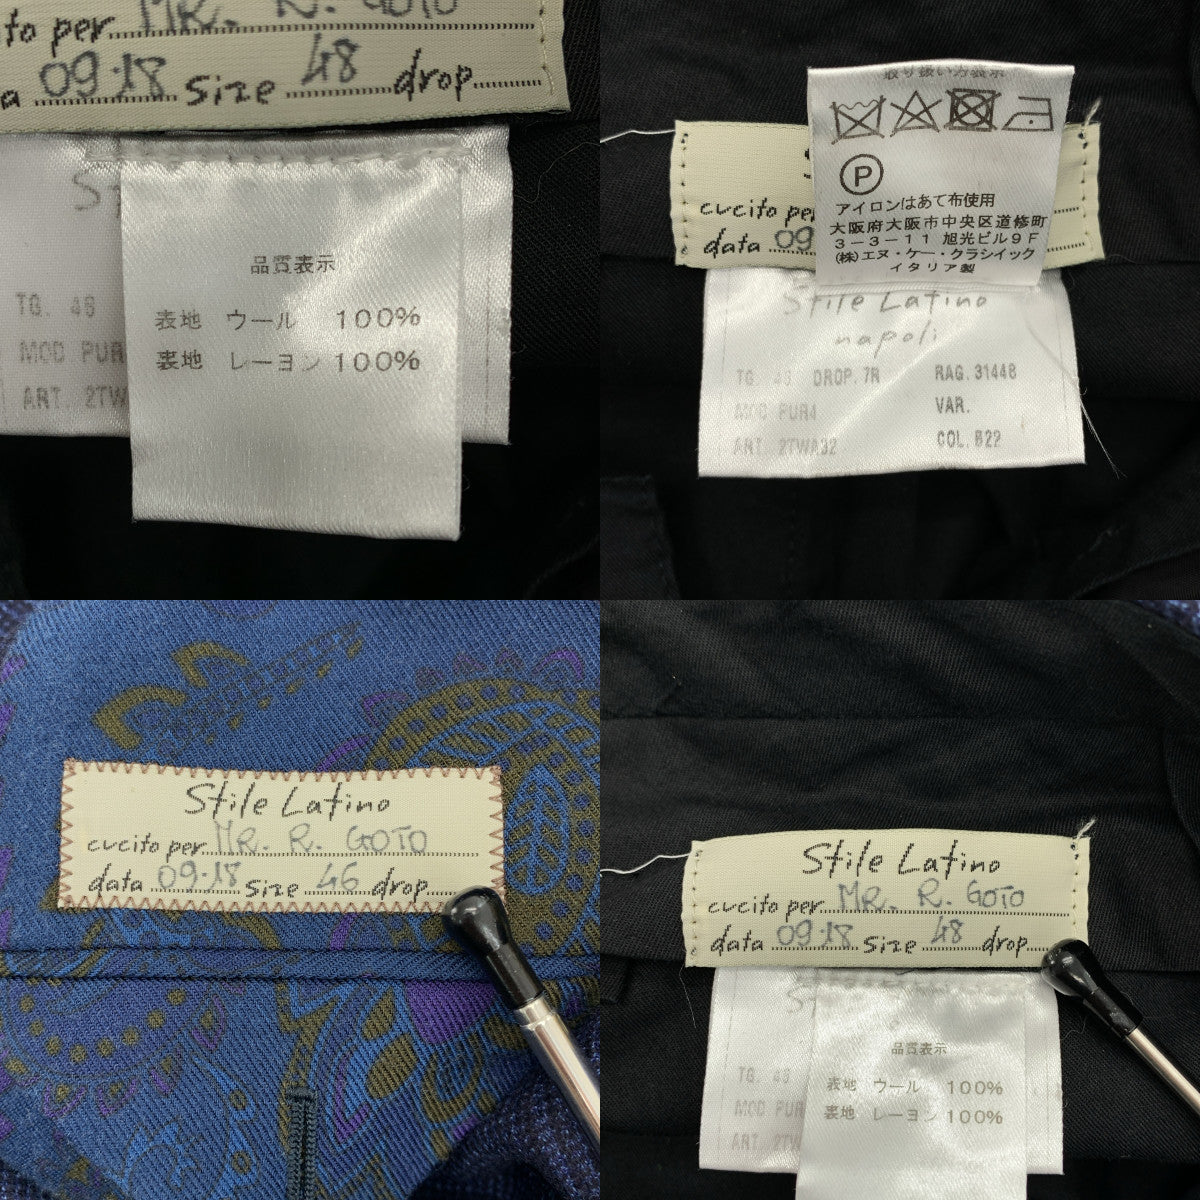 to per MR. R. GOTO
a 09.18 size 48 drop
TG. 48
MOD PUR
ART. 2TW
品質表示
表地 ウール 100%
裏地 レーヨン 100%
取り扱い方表示
P
アイロンはあて布使用
大阪府大阪市中央区道修町
3-3-11 旭光ビル9F
(株)エヌ・ケー・クラシイック
イタリア製
cucito per
data 09
Stile Latino
napoli
TG. 48 DROP. 7R RAG. 31448
MOD PUR4 VAR.
ART. 2TWA32 COL. B22
Stile Latino
cucito per MR. R. GOTO
data 09.18 size 46 drop
Stile Latino
cucito per MR. R. GOTO
data 09.18 size 48 drop
TG. 48
MOD PUR
ART. 2TW
品質表示
表地 ウール 100%
裏地 レーヨン 100%